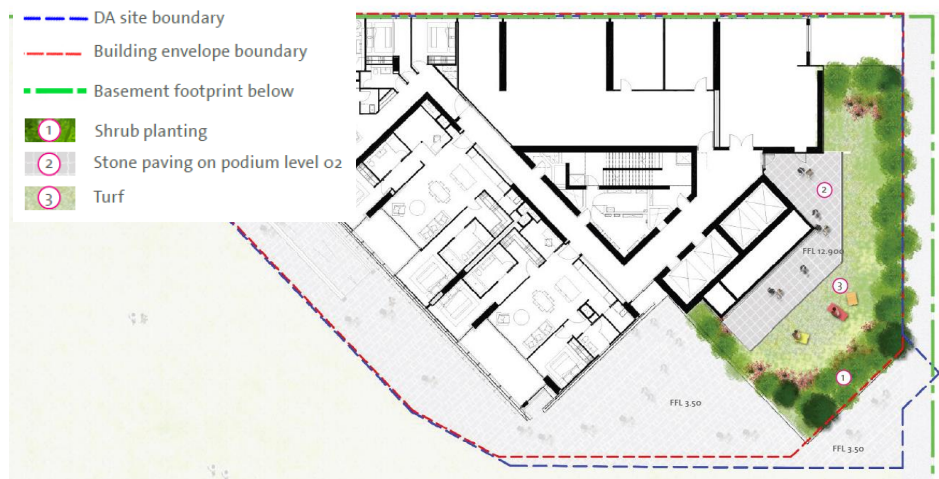 DA site boundary
Building envelope boundary
Basement footprint below
1 Shrub planting
2 Stone paving on podium level 02
3 Turf
2
FFL 12.900
3
1
FFL 3.50
FFL 3.50